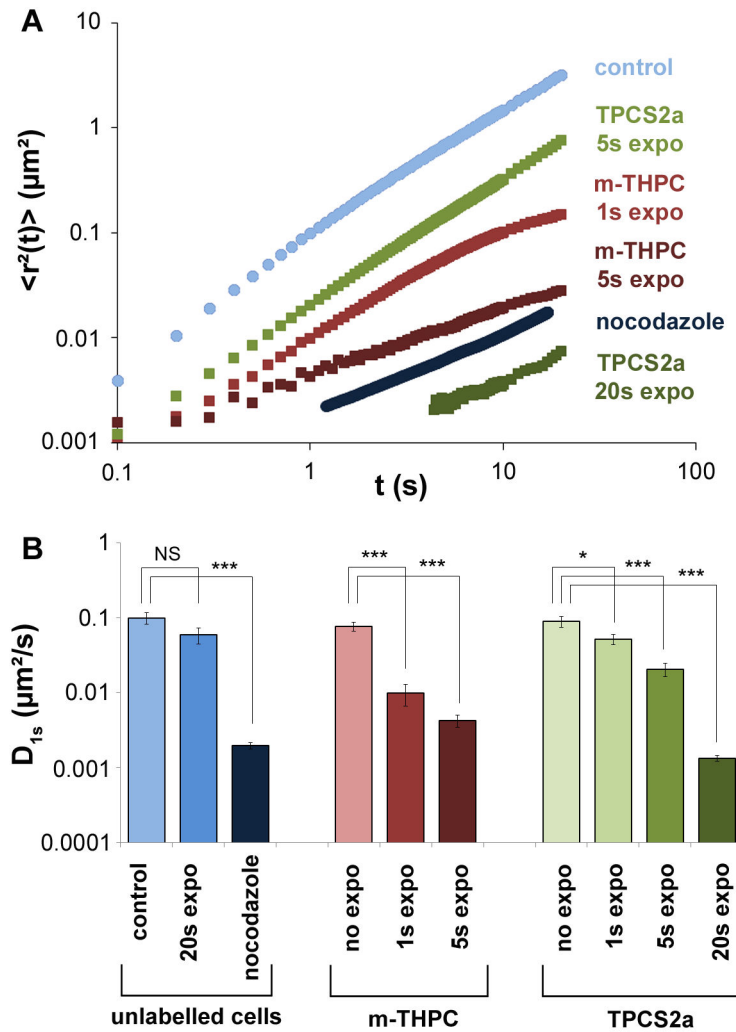 A
10
1
0.1
0.01
0.001
<r²(t)> (µm²)
0.1
1
10
100
t (s)
control
TPCS2a
5s expo
m-THPC
1s expo
m-THPC
5s expo
nocodazole
TPCS2a
20s expo
B
1
0.1
0.01
0.001
0.0001
D1s (µm²/s)
NS
***
***
***
*
***
***
control
20s expo
nocodazole
no expo
1s expo
5s expo
no expo
1s expo
5s expo
20s expo
unlabelled cells
m-THPC
TPCS2a